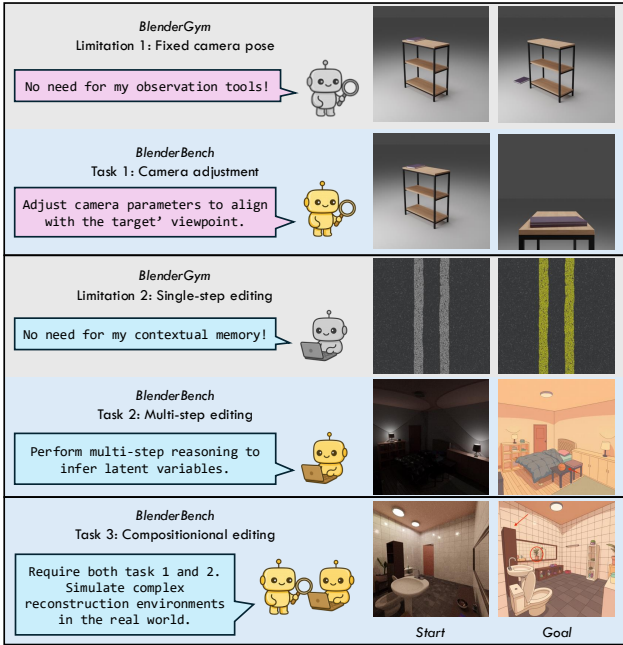 BlenderGym
Limitation 1: Fixed camera pose
No need for my observation tools!
BlenderBench
Task 1: Camera adjustment
Adjust camera parameters to align
with the target’ viewpoint.
BlenderGym
Limitation 2: Single-step editing
No need for my contextual memory!
BlenderBench
Task 2: Multi-step editing
Perform multi-step reasoning to
infer latent variables.
BlenderBench
Task 3: Compositionional editing
Require both task 1 and 2.
Simulate complex
reconstruction environments
in the real world.
Start
Goal